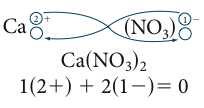 Ca 2+ (NO₃) 1−
Ca(NO₃)₂
1(2+) + 2(1−) = 0